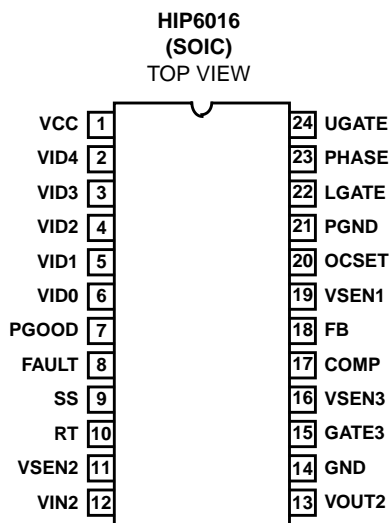 HIP6016
(SOIC)
TOP VIEW
VCC 1 24 UGATE
VID4 2 23 PHASE
VID3 3 22 LGATE
VID2 4 21 PGND
VID1 5 20 OCSET
VID0 6 19 VSEN1
PGOOD 7 18 FB
FAULT 8 17 COMP
SS 9 16 VSEN3
RT 10 15 GATE3
VSEN2 11 14 GND
VIN2 12 13 VOUT2